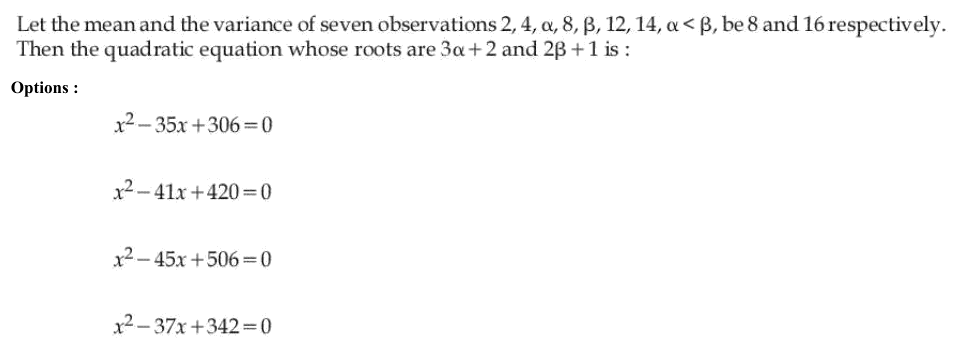 Let the mean and the variance of seven observations 2, 4, α, 8, β, 12, 14, α < β, be 8 and 16 respectively.
Then the quadratic equation whose roots are 3α + 2 and 2β + 1 is :
Options :
x² – 35x + 306 = 0
x² – 41x + 420 = 0
x² – 45x + 506 = 0
x² – 37x + 342 = 0